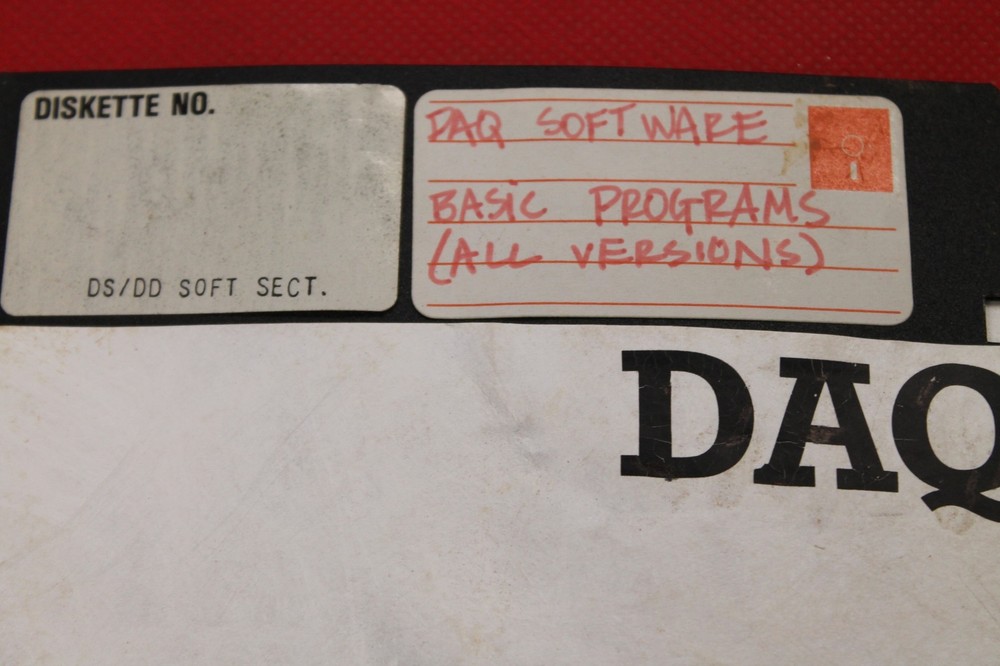 DISKETTE NO.
DS/DD SOFT SECT.
DAQ SOFTWARE
BASIC PROGRAMS
(ALL VERSIONS)
DAQ